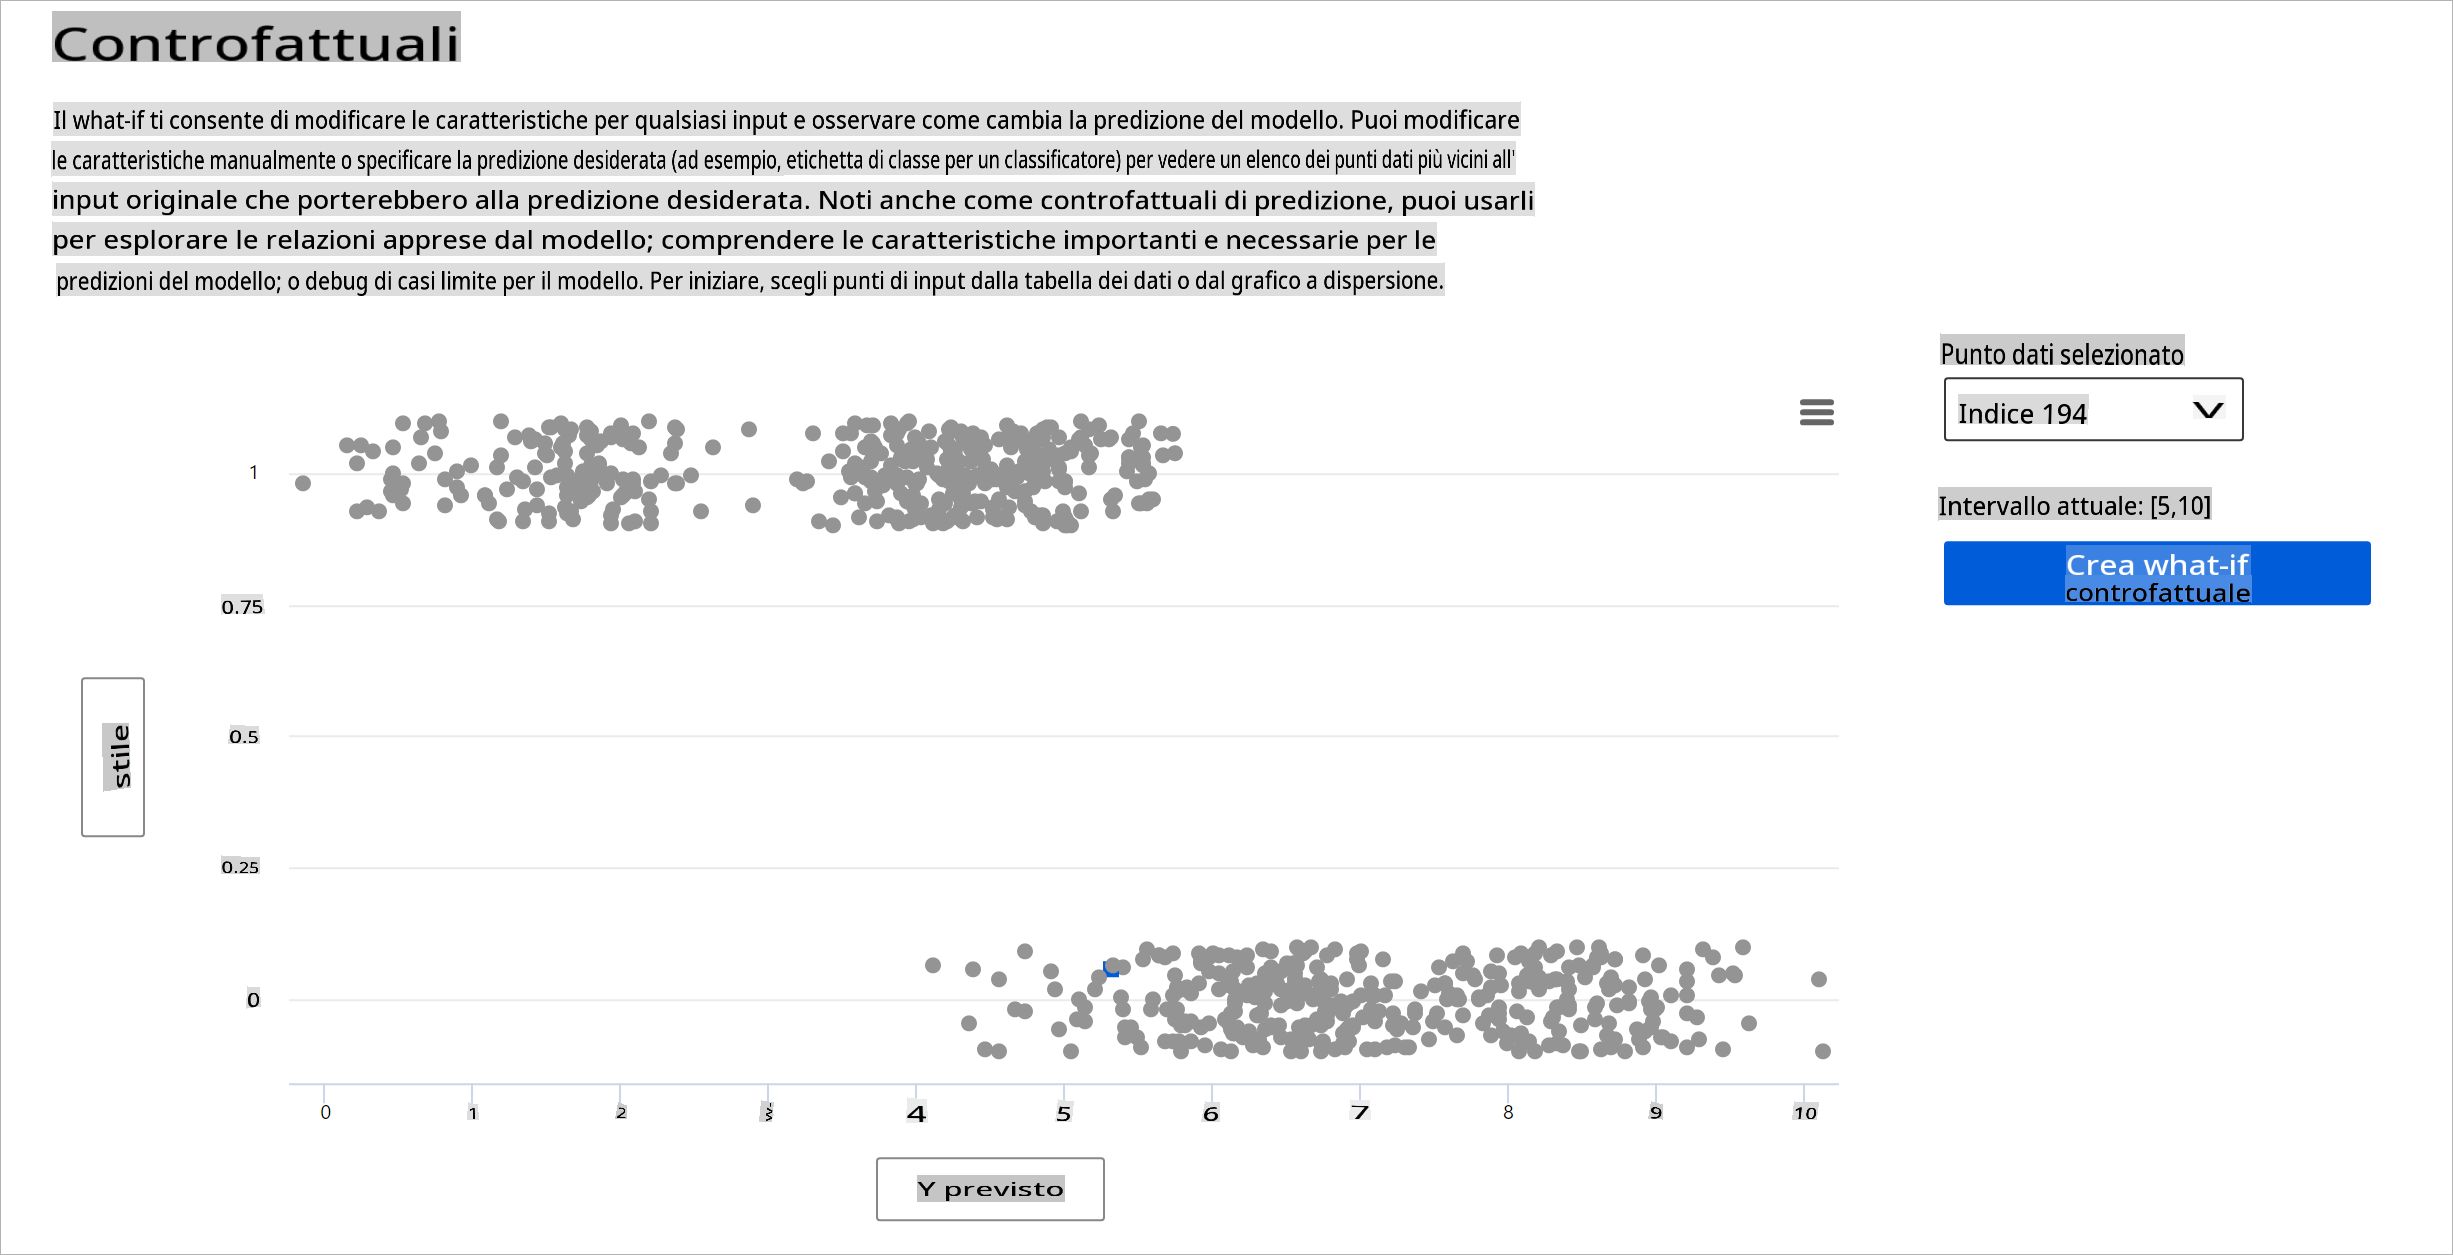 Controfattuali
Il what-if ti consente di modificare le caratteristiche per qualsiasi input e osservare come cambia la predizione del modello. Puoi modificare
le caratteristiche manualmente o specificare la predizione desiderata (ad esempio, etichetta di classe per un classificatore) per vedere un elenco dei punti dati più vicini all'
input originale che porterebbero alla predizione desiderata. Noti anche come controfattuali di predizione, puoi usarli
per esplorare le relazioni apprese dal modello; comprendere le caratteristiche importanti e necessarie per le
predizioni del modello; o debug di casi limite per il modello. Per iniziare, scegli punti di input dalla tabella dei dati o dal grafico a dispersione.
Punto dati selezionato
Indice 194
Intervallo attuale: [5,10]
Crea what-if
controfattuale
1
0.75
0.5
0.25
0
stile
0 1 2 3 4 5 6 7 8 9 10
Y previsto